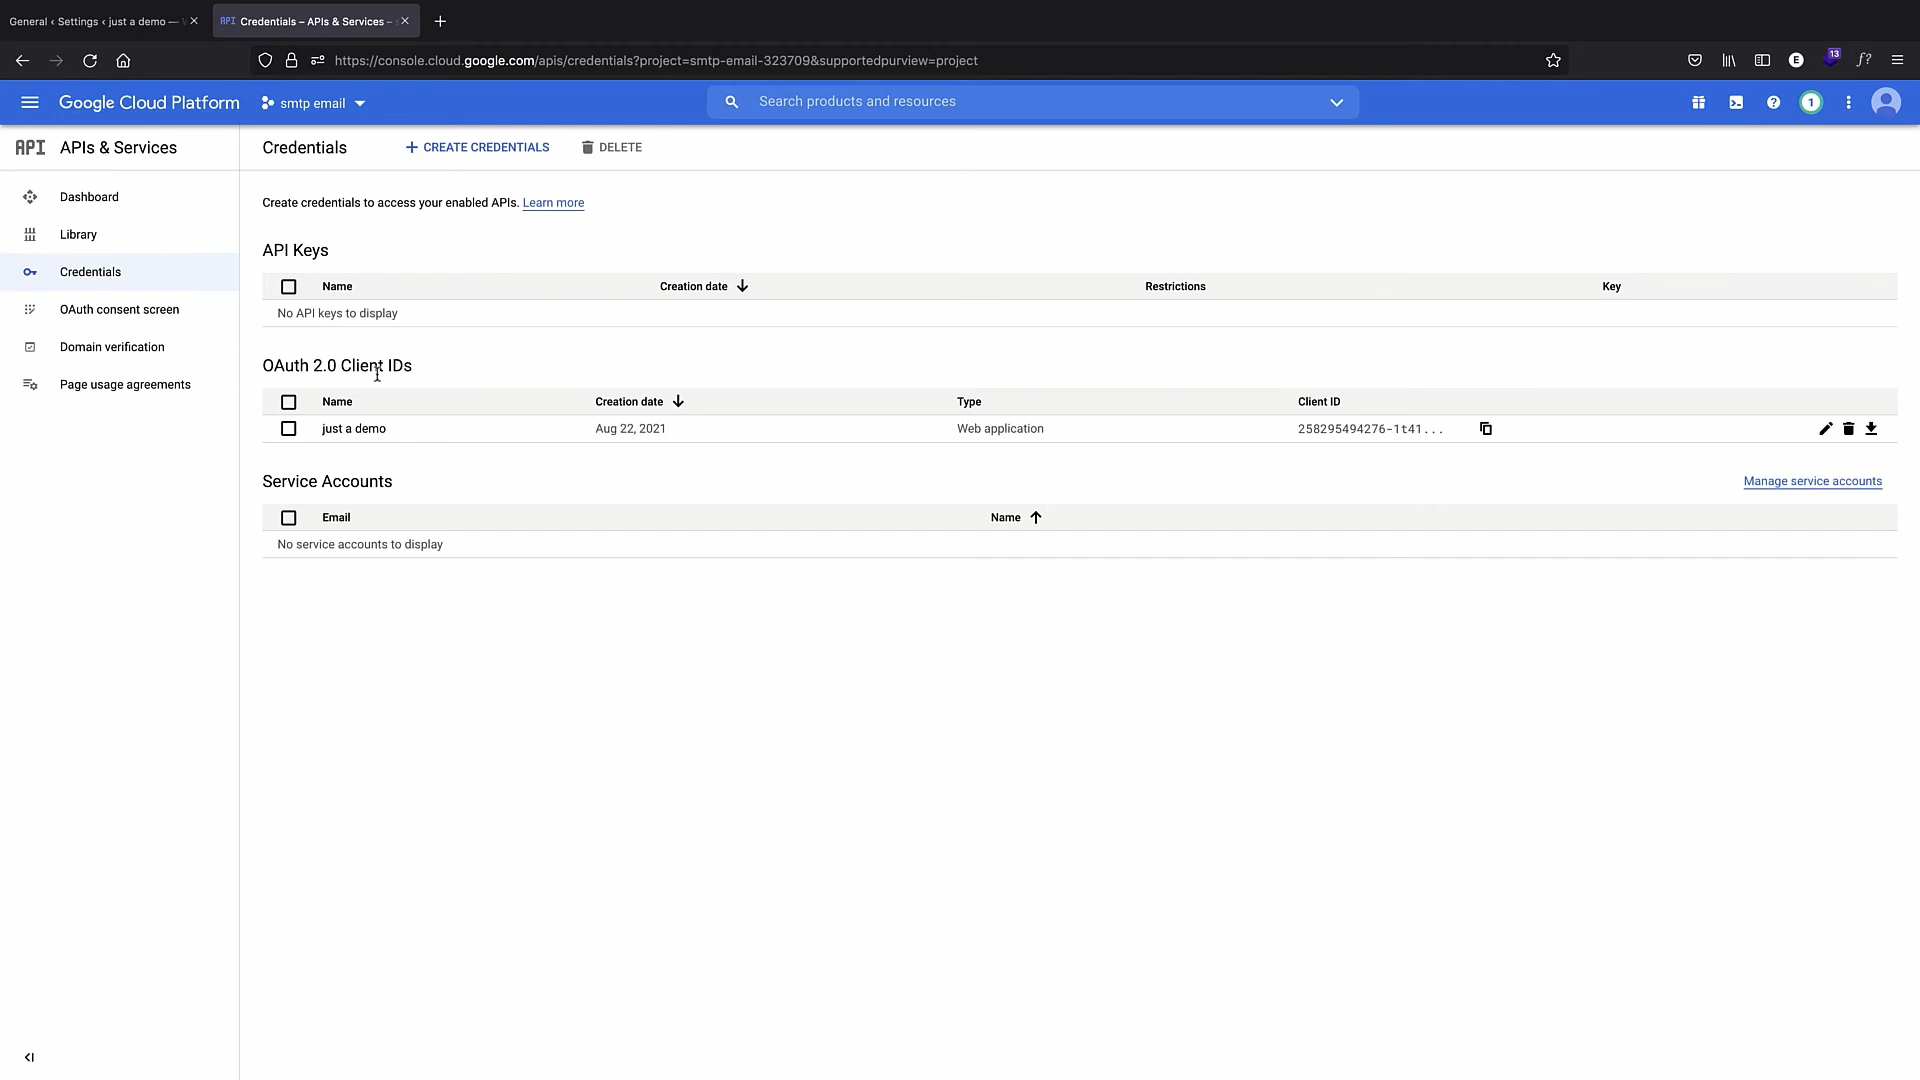 General ‹ Settings ‹ just a demo —
API Credentials – APIs & Services –
https://console.cloud.google.com/apis/credentials?project=smtp-email-323709&supportedpurview=project
E
13
f?
Google Cloud Platform
smtp email
Search products and resources
1
API APIs & Services
Credentials
CREATE CREDENTIALS
DELETE
Dashboard
Library
Credentials
OAuth consent screen
Domain verification
Page usage agreements
Create credentials to access your enabled APIs. Learn more
API Keys
Name Creation date Restrictions Key
No API keys to display
OAuth 2.0 Client IDs
Name Creation date Type Client ID
just a demo Aug 22, 2021 Web application 258295494276-1t41...
Service Accounts
Manage service accounts
Email Name
No service accounts to display